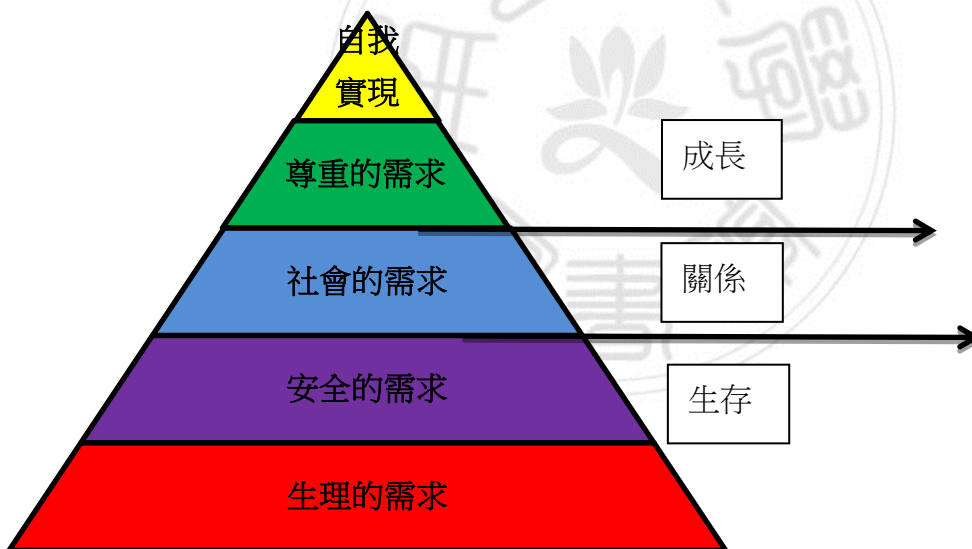 自我
實現
尊重的需求
成長
社會的需求
關係
安全的需求
生存
生理的需求